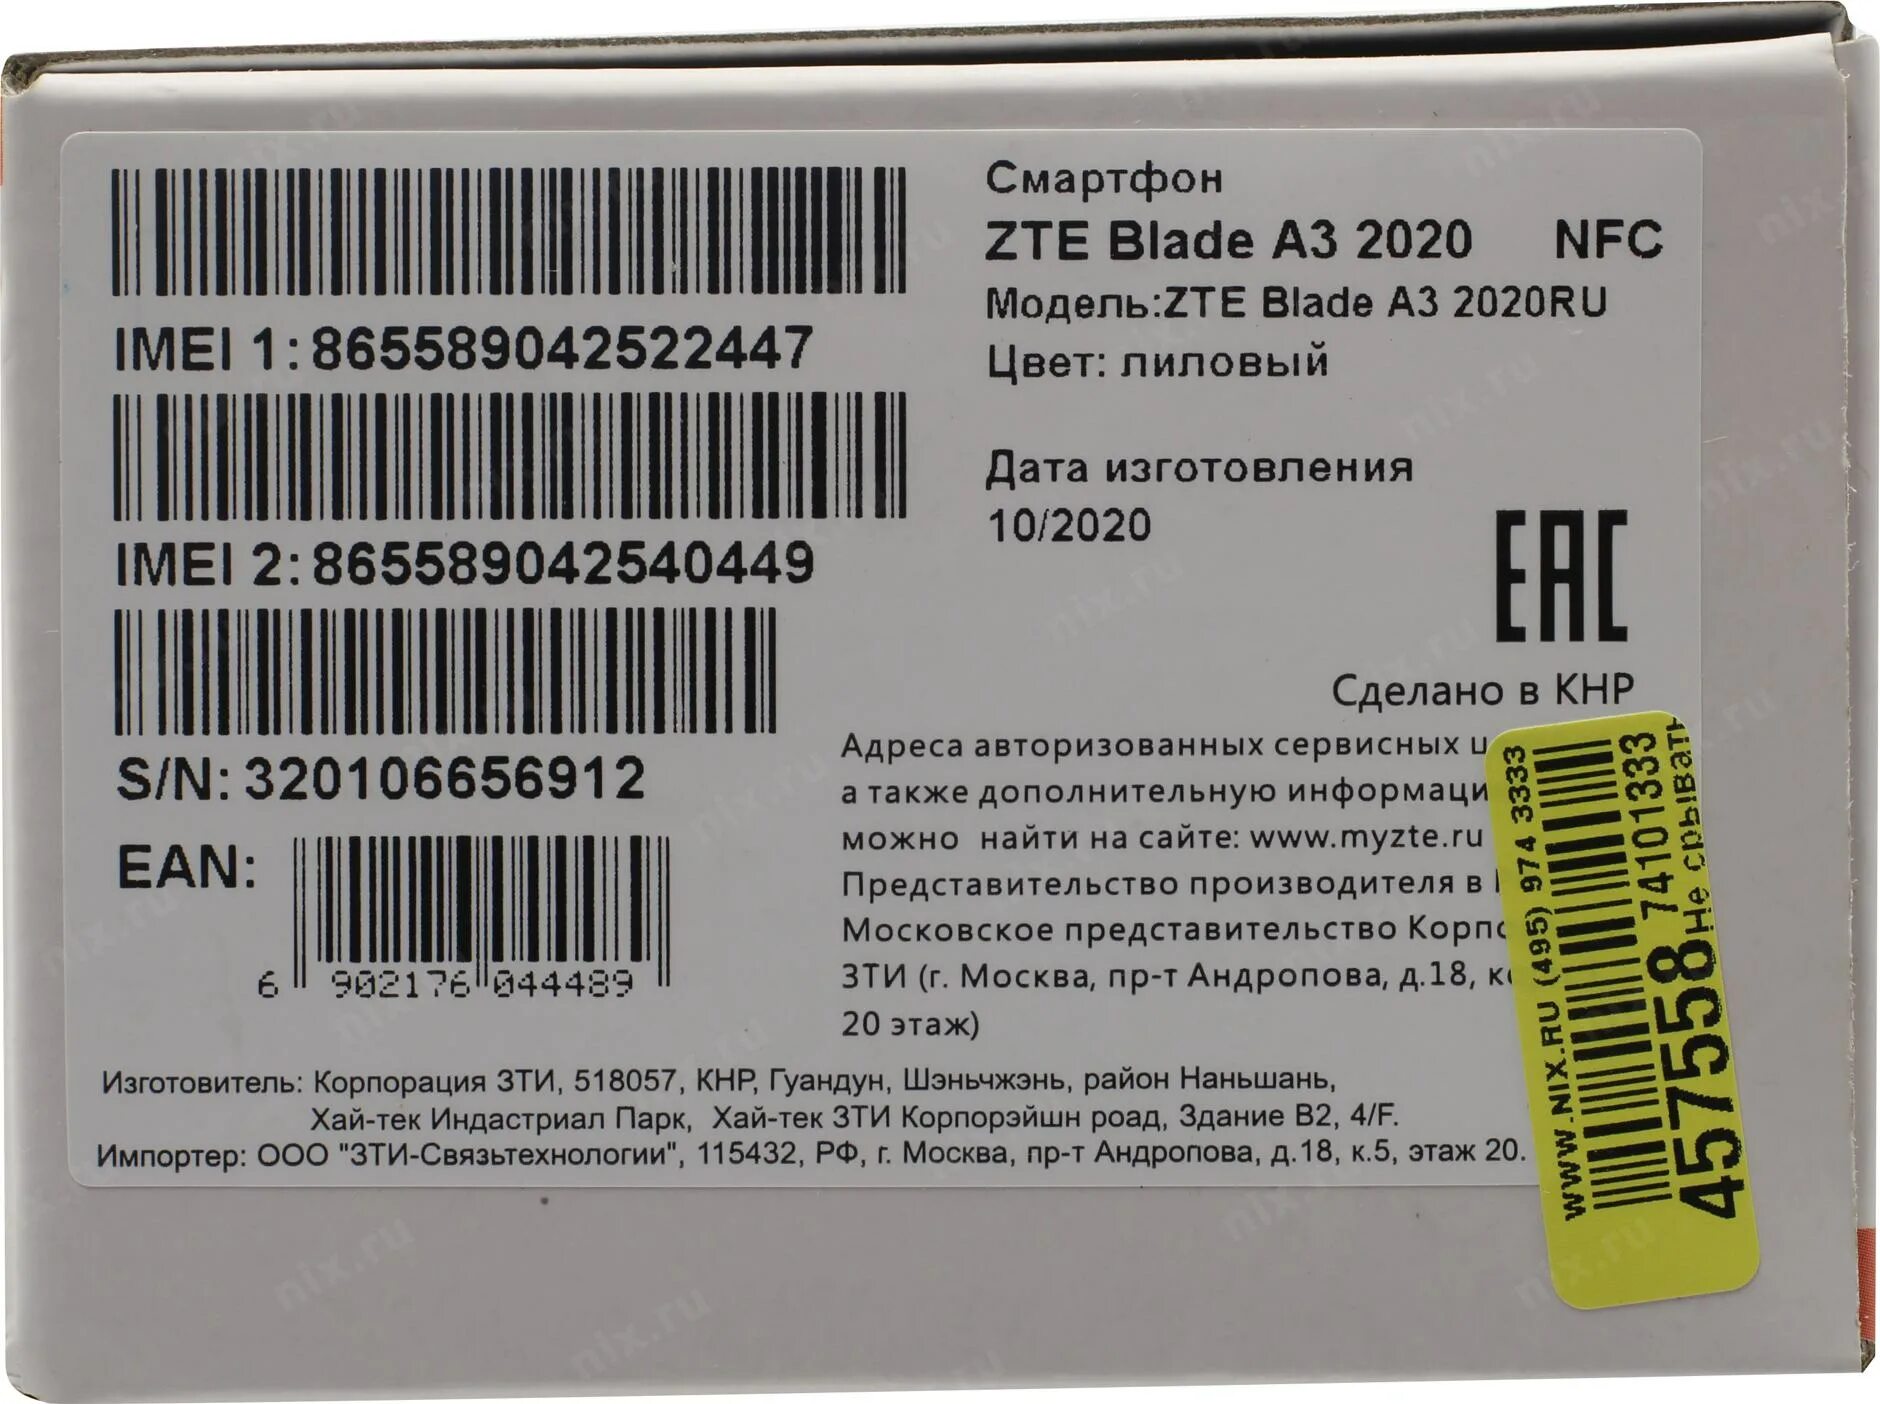 IMEI 1: 865589042522447
IMEI 2: 865589042540449
S/N: 320106656912
EAN:
6 902176 044489
Смартфон
ZTE Blade A3 2020 NFC
Модель:ZTE Blade A3 2020RU
Цвет: лиловый
Дата изготовления
10/2020
EAC
Сделано в КНР
Адреса авторизованных сервисных
а также дополнительную информаци
можно найти на сайте: www.myzte.ru
Представительство производителя в
Московское представительство Корп
ЗТИ (г. Москва, пр-т Андропова, д.18,
20 этаж)
Изготовитель: Корпорация ЗТИ, 518057, КНР, Гуандун, Шэньчжэнь, район Наньшань,
Хай-тек Индастриал Парк, Хай-тек ЗТИ Корпорэйшн роад, Здание В2, 4/F.
Импортер: ООО "ЗТИ-Связьтехнологии", 115432, РФ, г. Москва, пр-т Андропова, д.18, к.5, этаж 20.
www.NIX.RU (495) 974 3333
457558 74101333
Не срывать
nix.ru